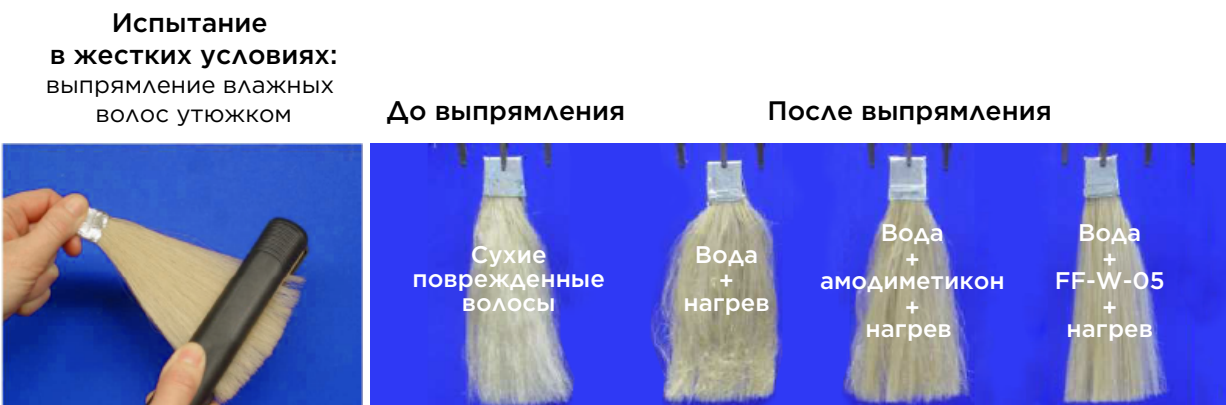 Испытание
в жестких условиях:
выпрямление влажных
волос утюжком
До выпрямления
После выпрямления
Сухие
поврежденные
волосы
Вода
+
нагрев
Вода
+
амодиметикон
+
нагрев
Вода
+
FF-W-05
+
нагрев